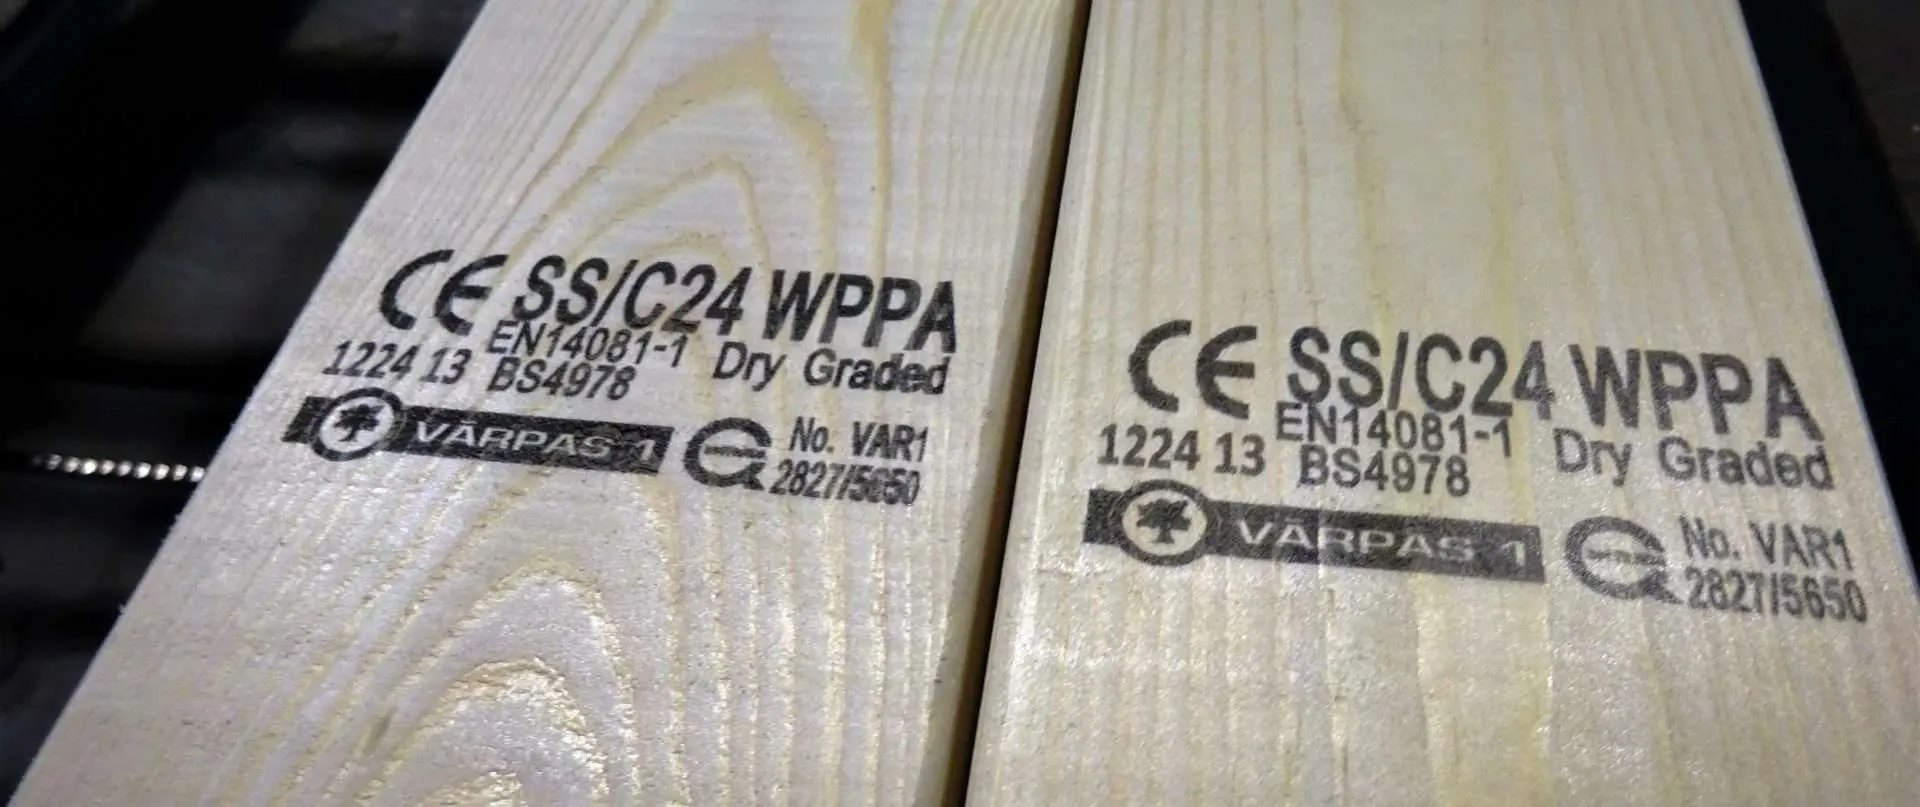 CE SS/C24 WPPA
EN14081-1 Dry Graded
1224 13 BS4978
VĀRPAS 1 No. VAR1
2827/5650
CE SS/C24 WPPA
EN14081-1 Dry Graded
1224 13 BS4978
VĀRPAS 1 No. VAR1
2827/5650